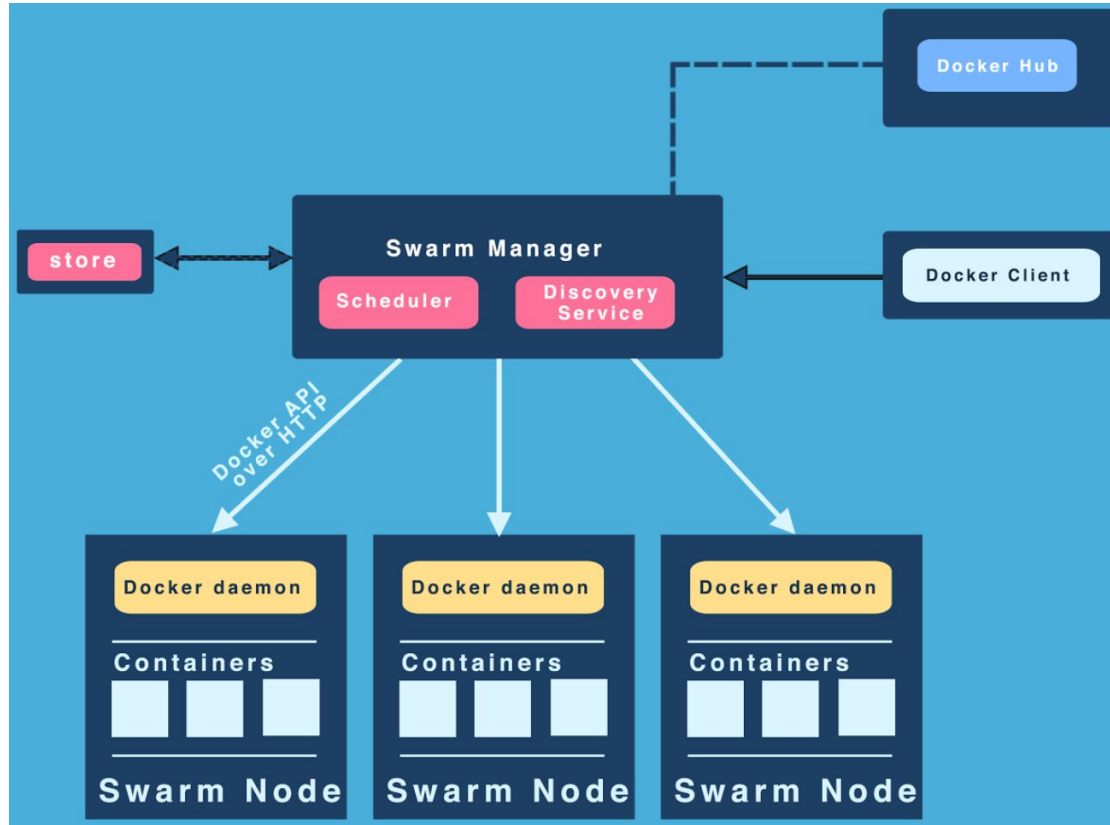 Docker Hub
Swarm Manager
store
Scheduler
Discovery
Service
Docker Client
Docker API
over HTTP
Docker daemon
Docker daemon
Docker daemon
Containers
Containers
Containers
Swarm Node
Swarm Node
Swarm Node